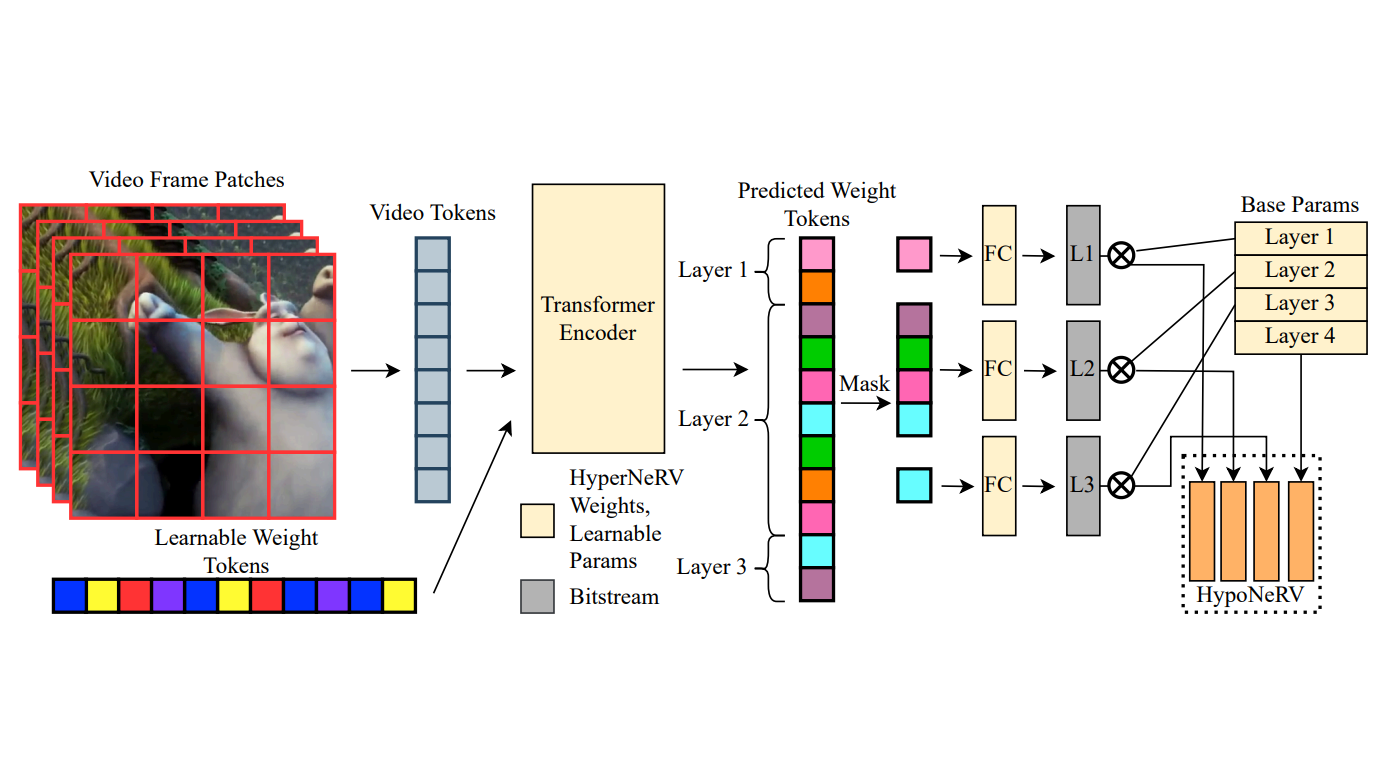 Video Frame Patches
Video Tokens
Learnable Weight
Tokens
Transformer
Encoder
HyperNeRV
Weights,
Learnable
Params
Bitstream
Predicted Weight
Tokens
Layer 1
Layer 2
Layer 3
Mask
FC
FC
FC
L1
L2
L3
Base Params
Layer 1
Layer 2
Layer 3
Layer 4
HypoNeRV